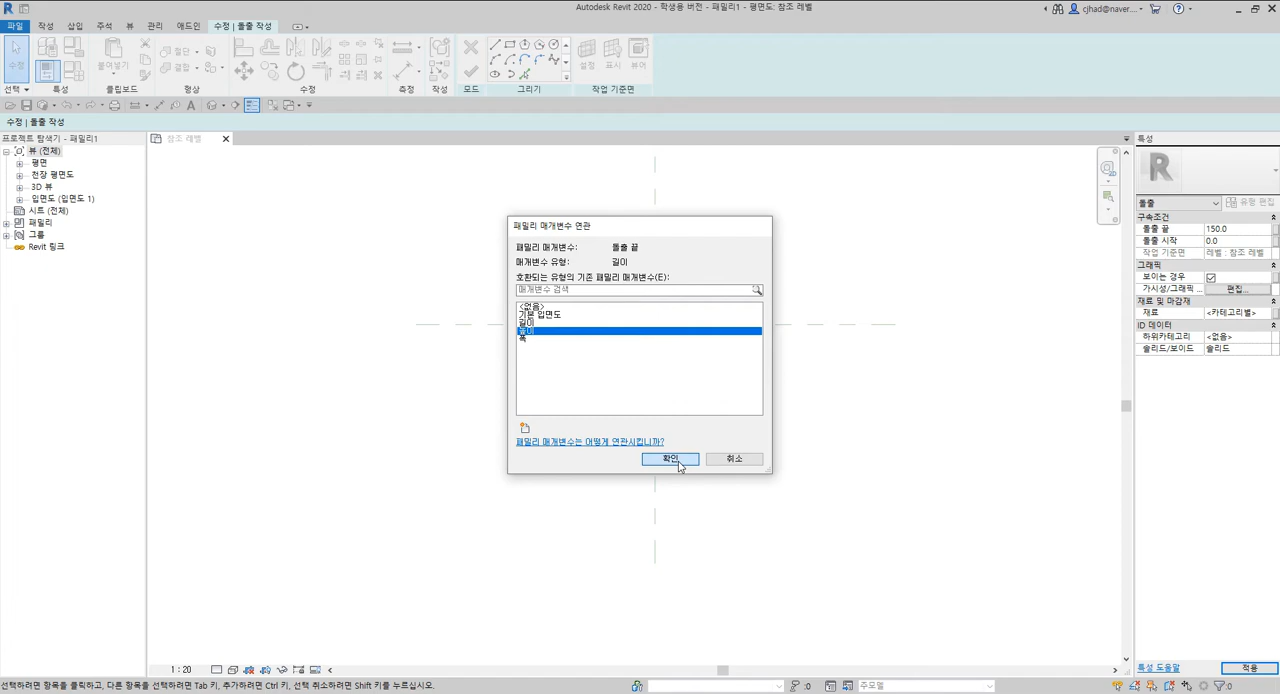 Autodesk Revit 2020 - 학생용 버전 - 패밀리1 - 평면도: 참조 레벨
cjhad@naver....
파일 작성 삽입 주석 뷰 관리 애드인 수정 | 돌출 작성
수정 붙여넣기 절단 결합 설정 표시 뷰어
선택 특성 클립보드 형상 수정 측정 작성 모드 그리기 작업 기준면
수정 | 돌출 작성
프로젝트 탐색기 - 패밀리1
참조 레벨
특성
뷰 (전체)
평면
천장 평면도
3D 뷰
입면도 (입면도 1)
시트 (전체)
패밀리
그룹
Revit 링크
패밀리 매개변수 연관
패밀리 매개변수: 돌출 끝
매개변수 유형: 길이
호환되는 유형의 기존 패밀리 매개변수(E):
매개변수 검색
<없음>
기본 입면도
길이
높이
폭
패밀리 매개변수는 어떻게 연관시킵니까?
확인 취소
돌출 유형 편집
구속조건
돌출 끝 150.0
돌출 시작 0.0
작업 기준면 레벨 : 참조 레벨
그래픽
보이는 경우
가시성/그래픽 ... 편집...
재료 및 마감재
재료 <카테고리별>
ID 데이터
하위카테고리 <없음>
솔리드/보이드 솔리드
1 : 20
특성 도움말 적용
선택하려면 항목을 클릭하고, 다른 항목을 선택하려면 Tab 키, 추가하려면 Ctrl 키, 선택 취소하려면 Shift 키를 누르십시오.
:0 주모델 :0